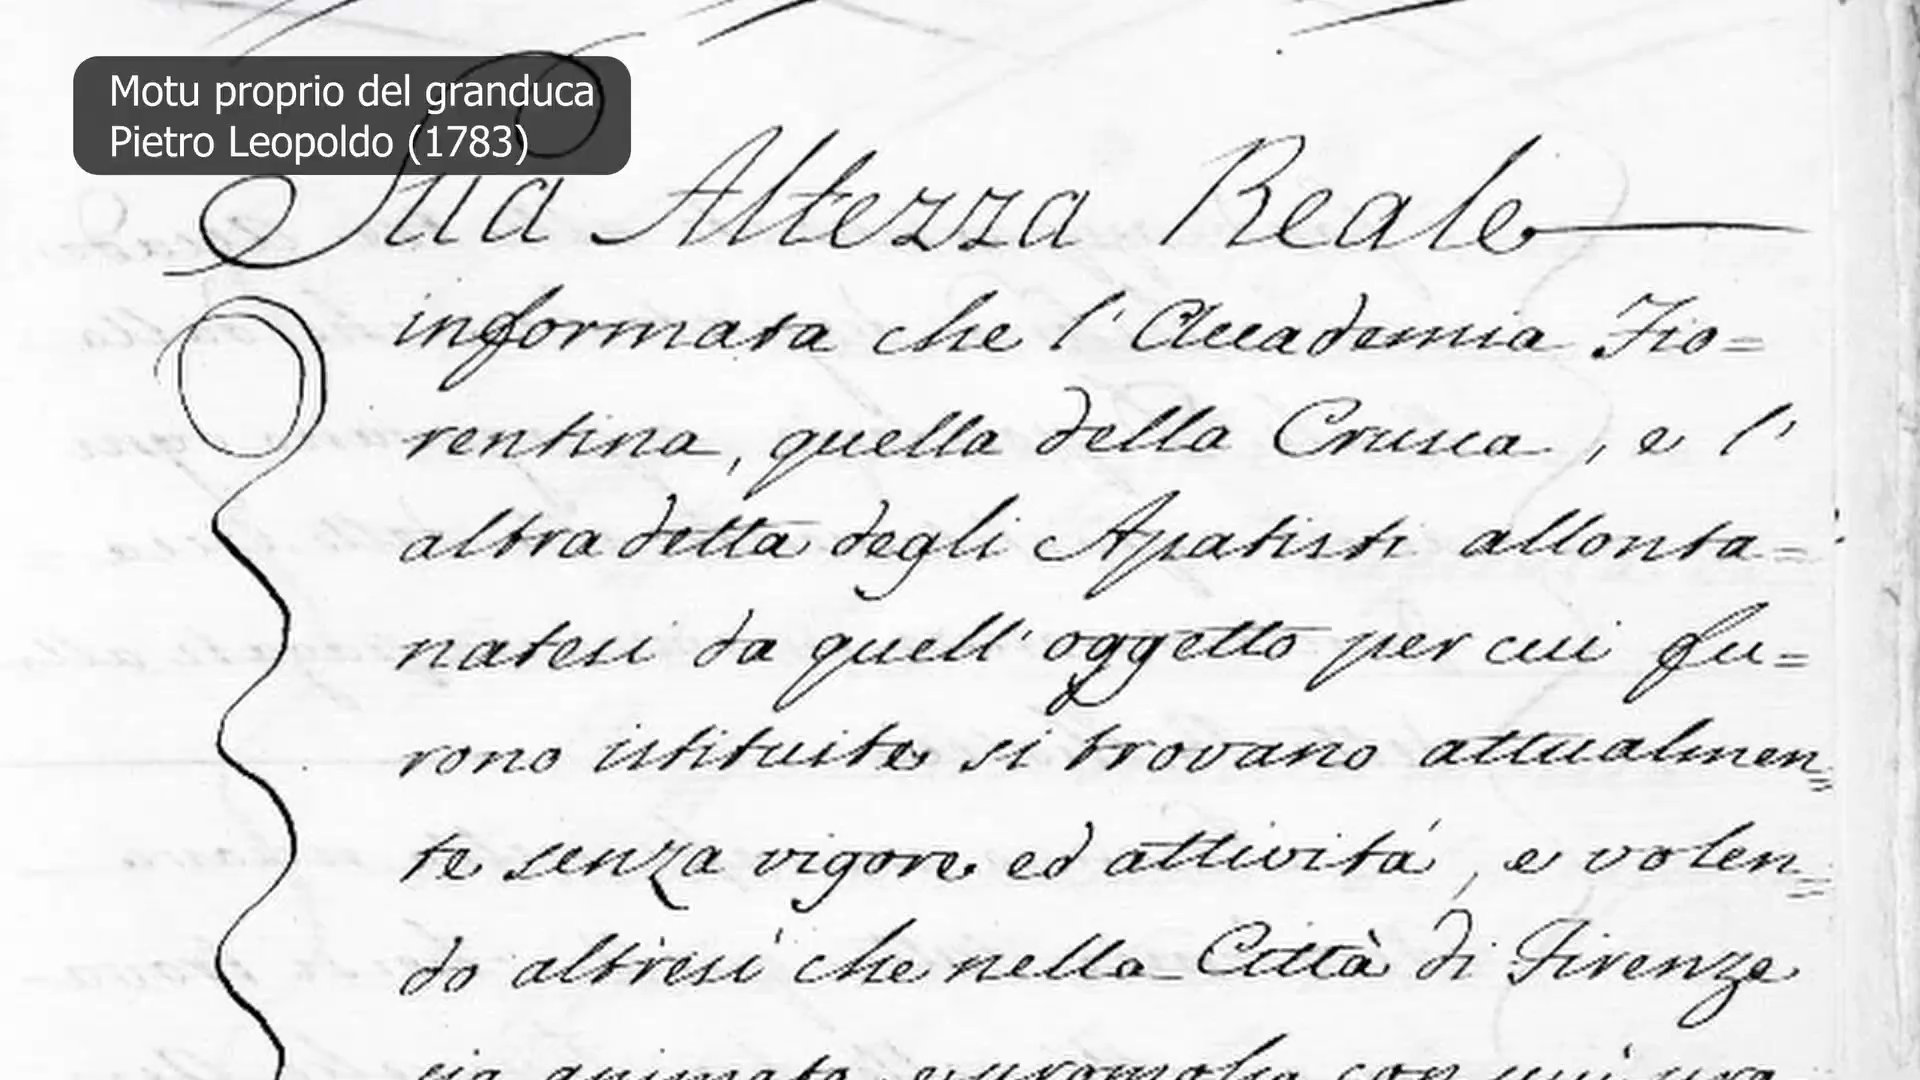 Motu proprio del granduca
Pietro Leopoldo (1783)
Sua Altezza Reale
informata che l'Accademia Fio=
rentina, quella della Crusca, e l'
altra detta degli Apatisti allonta=
natesi da quell'oggetto per cui fu=
rono istituite si trovano attualmen=
te senza vigore ed attività, e volen=
do altresì che nella Città di Firenze
sia animato